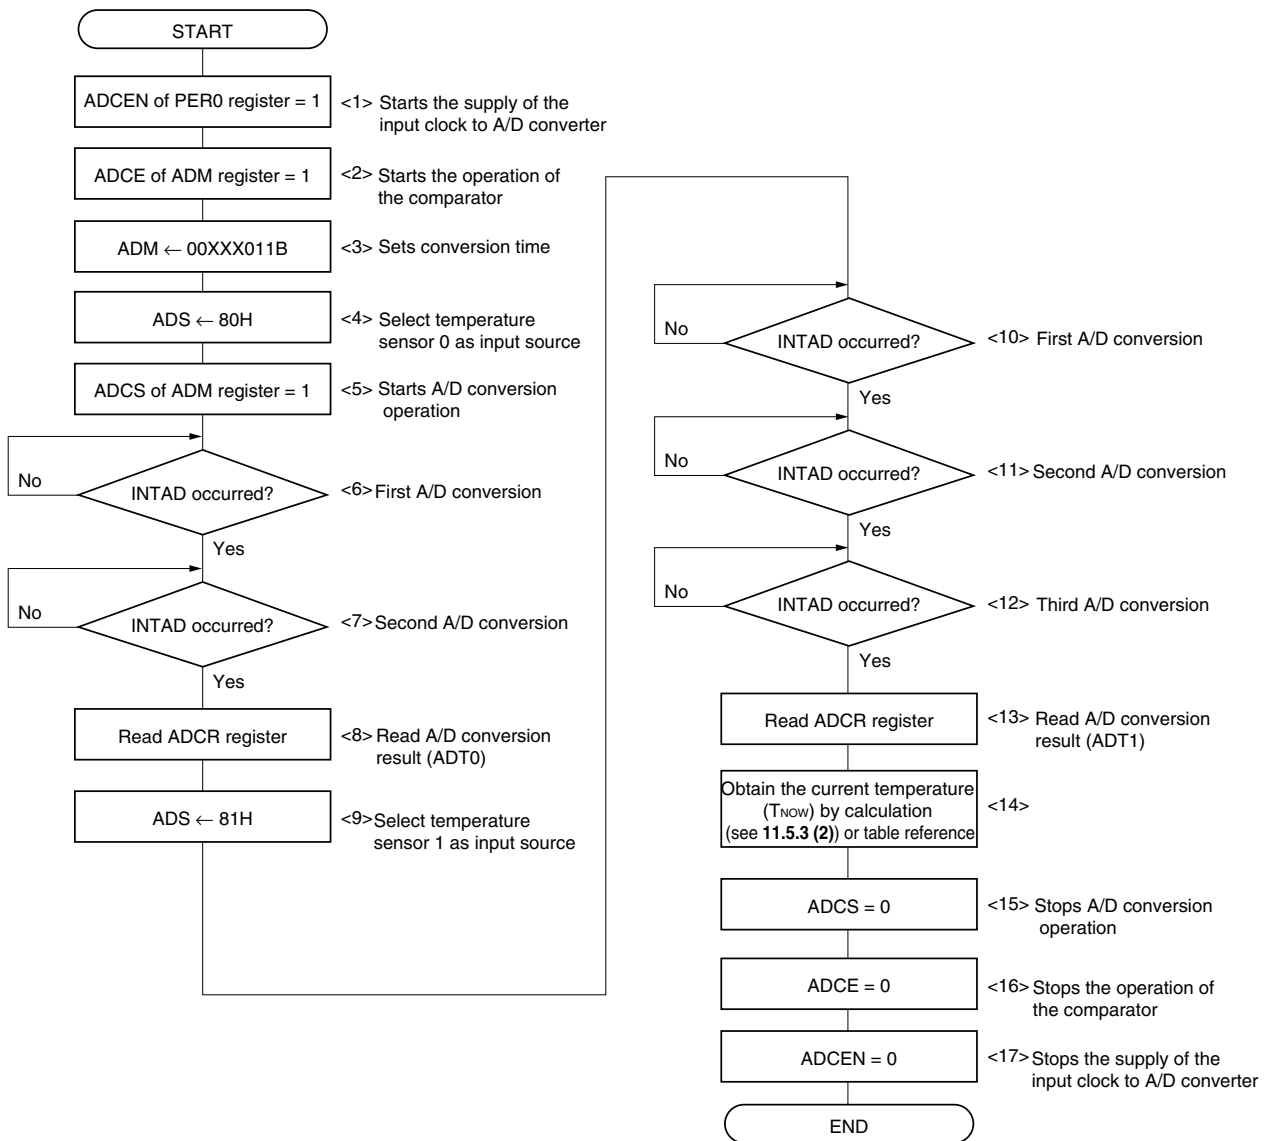 START
ADCEN of PER0 register = 1
<1> Starts the supply of the
input clock to A/D converter
ADCE of ADM register = 1
<2> Starts the operation of
the comparator
ADM ← 00XXX011B
<3> Sets conversion time
ADS ← 80H
<4> Select temperature
sensor 0 as input source
ADCS of ADM register = 1
<5> Starts A/D conversion
operation
No
INTAD occurred?
<6> First A/D conversion
Yes
No
INTAD occurred?
<7> Second A/D conversion
Yes
Read ADCR register
<8> Read A/D conversion
result (ADT0)
ADS ← 81H
<9> Select temperature
sensor 1 as input source
No
INTAD occurred?
<10> First A/D conversion
Yes
No
INTAD occurred?
<11> Second A/D conversion
Yes
No
INTAD occurred?
<12> Third A/D conversion
Yes
Read ADCR register
<13> Read A/D conversion
result (ADT1)
Obtain the current temperature
(TNOW) by calculation
(see 11.5.3 (2)) or table reference
<14>
ADCS = 0
<15> Stops A/D conversion
operation
ADCE = 0
<16> Stops the operation of
the comparator
ADCEN = 0
<17> Stops the supply of the
input clock to A/D converter
END